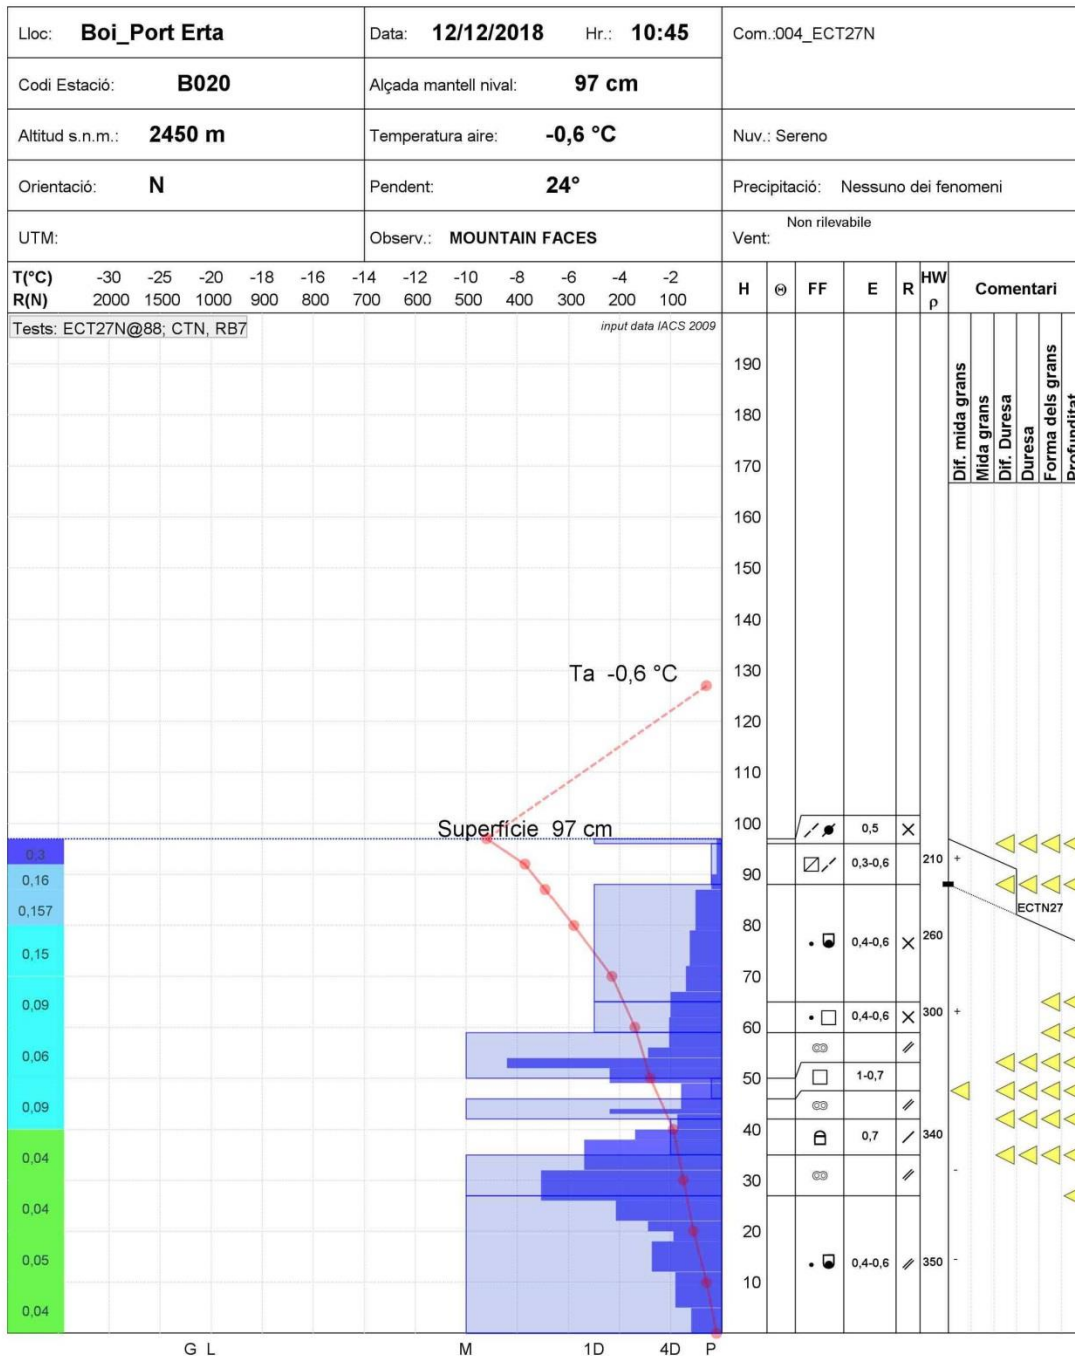 Lloc: Boi_Port Erta
Data: 12/12/2018 Hr.: 10:45
Com.:004_ECT27N
Codi Estació: B020
Alçada mantell nival: 97 cm
Altitud s.n.m.: 2450 m
Temperatura aire: -0,6 °C
Nuv.: Sereno
Orientació: N
Pendent: 24°
Precipitació: Nessuno dei fenomeni
UTM:
Observ.: MOUNTAIN FACES
Vent: Non rilevabile
T(°C) -30 -25 -20 -18 -16 -14 -12 -10 -8 -6 -4 -2
R(N) 2000 1500 1000 900 800 700 600 500 400 300 200 100
H Θ FF E R HW ρ Comentari
Tests: ECT27N@88; CTN, RB7
input data IACS 2009
Dif. mida grans
Mida grans
Dif. Duresa
Duresa
Forma dels grans
Profunditat
190
180
170
160
150
140
130
120
110
100
90
80
70
60
50
40
30
20
10
Ta -0,6 °C
Superfície 97 cm
0,3
0,16
0,157
0,15
0,09
0,06
0,09
0,04
0,04
0,05
0,04
0,5
0,3-0,6
0,4-0,6
0,4-0,6
1-0,7
0,7
0,4-0,6
210 +
260
300 +
340
-
350 -
ECTN27
G L M 1D 4D P